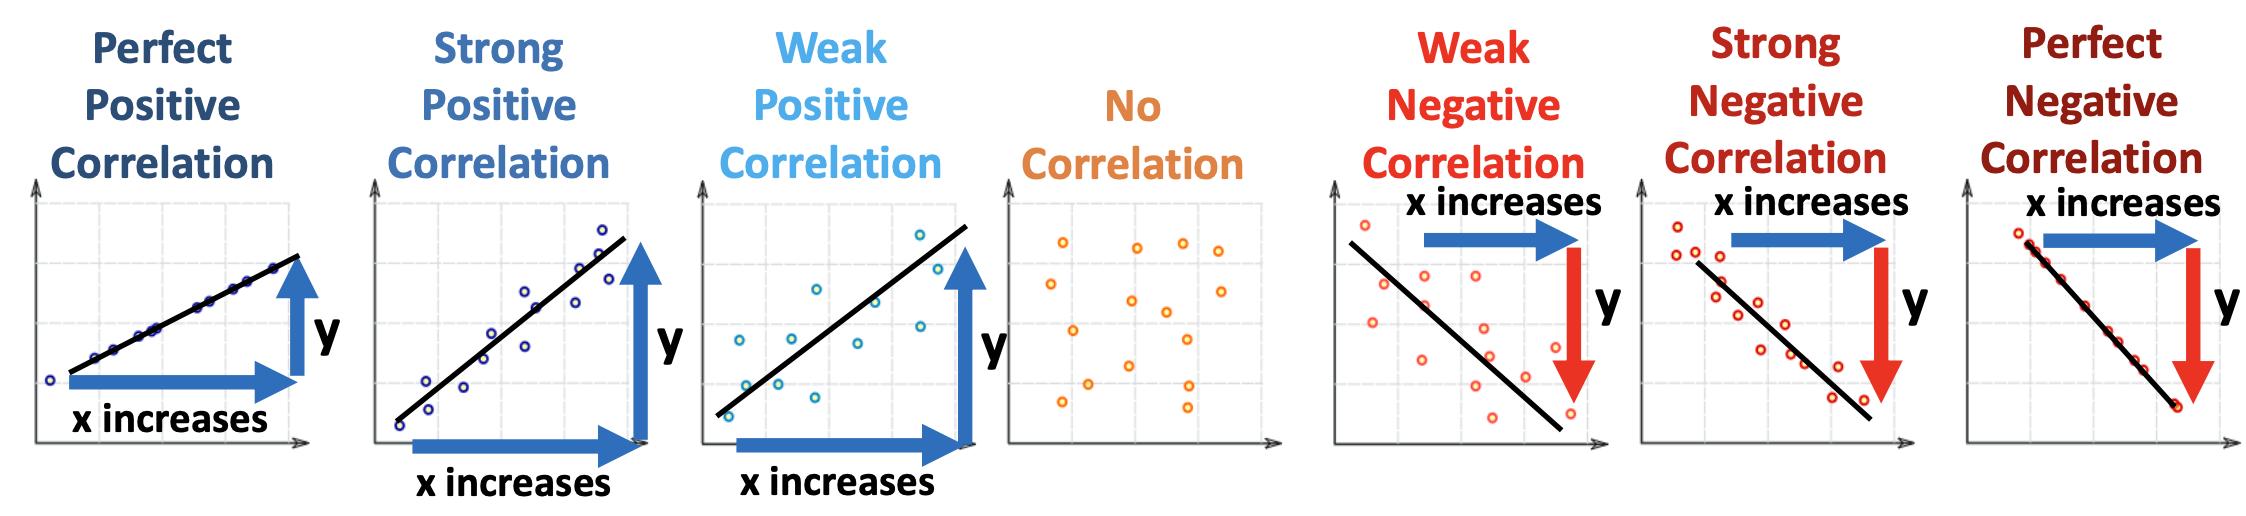 Perfect
Positive
Correlation
x increases
y
Strong
Positive
Correlation
x increases
y
Weak
Positive
Correlation
x increases
y
No
Correlation
Weak
Negative
Correlation
x increases
y
Strong
Negative
Correlation
x increases
y
Perfect
Negative
Correlation
x increases
y